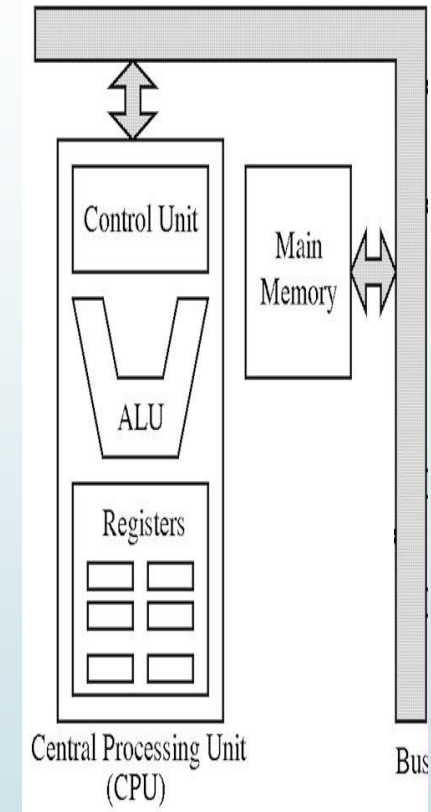 Control Unit
Main
Memory
ALU
Registers
Central Processing Unit
(CPU)
Bus